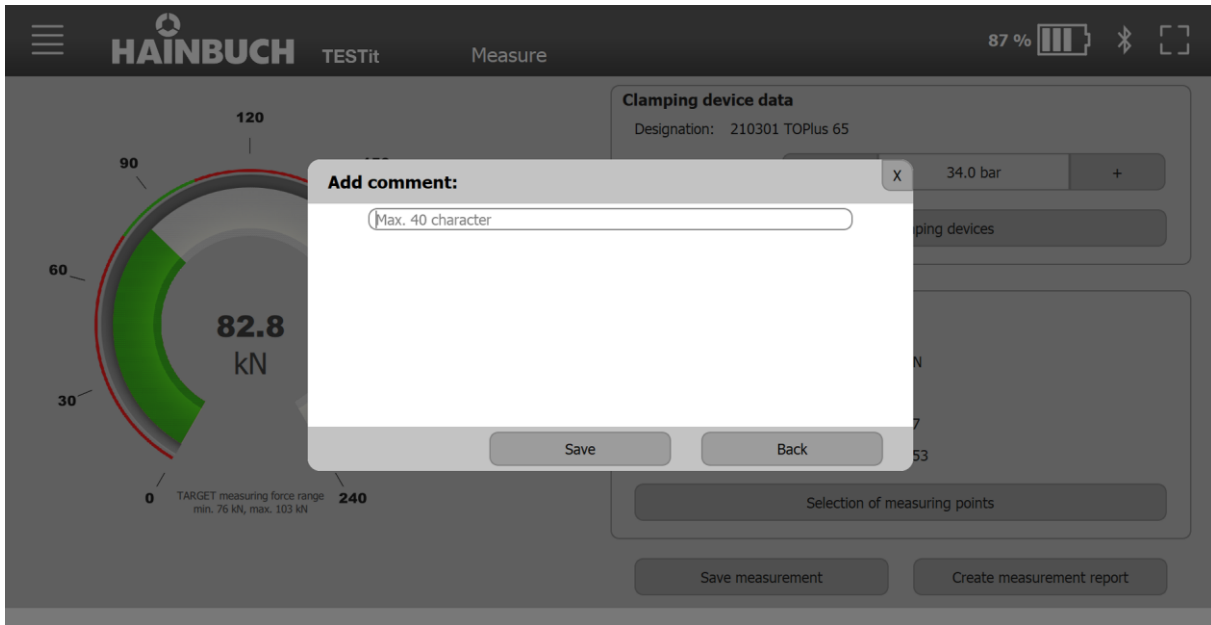 HAINBUCH TESTit Measure 87 %
120
90
60
30
0
240
82.8
kN
TARGET measuring force range
min. 76 kN, max. 103 kN
Clamping device data
Designation: 210301 TOPlus 65
34.0 bar +
devices
Add comment:
X
Max. 40 character
Save Back
N
7
53
Selection of measuring points
Save measurement Create measurement report